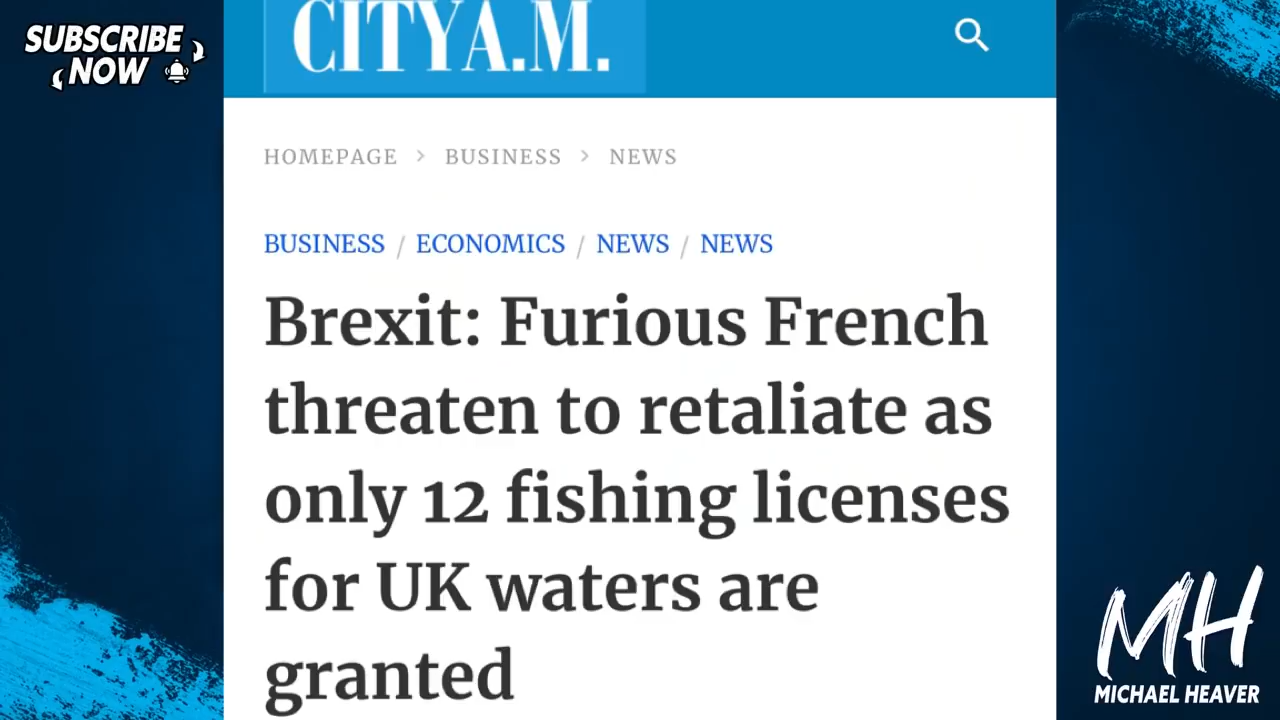 SUBSCRIBE
NOW
CITYA.M.
HOMEPAGE > BUSINESS > NEWS
BUSINESS / ECONOMICS / NEWS / NEWS
Brexit: Furious French
threaten to retaliate as
only 12 fishing licenses
for UK waters are
granted
MH
MICHAEL HEAVER